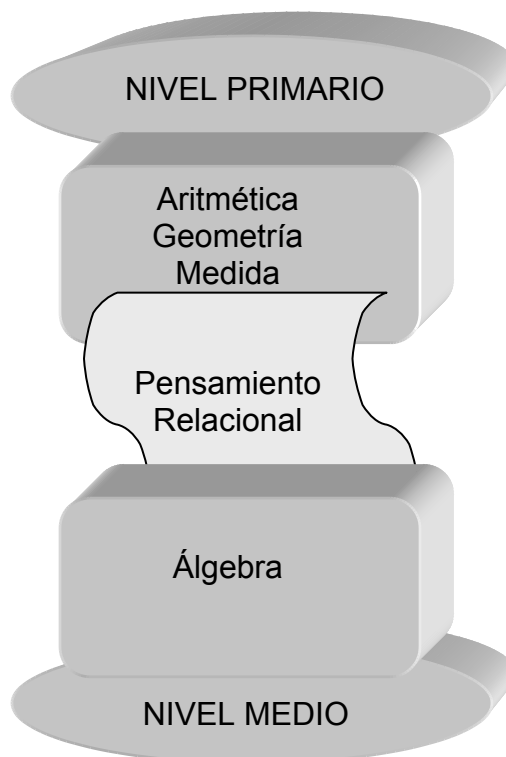 NIVEL PRIMARIO
Aritmética
Geometría
Medida
Pensamiento
Relacional
Álgebra
NIVEL MEDIO